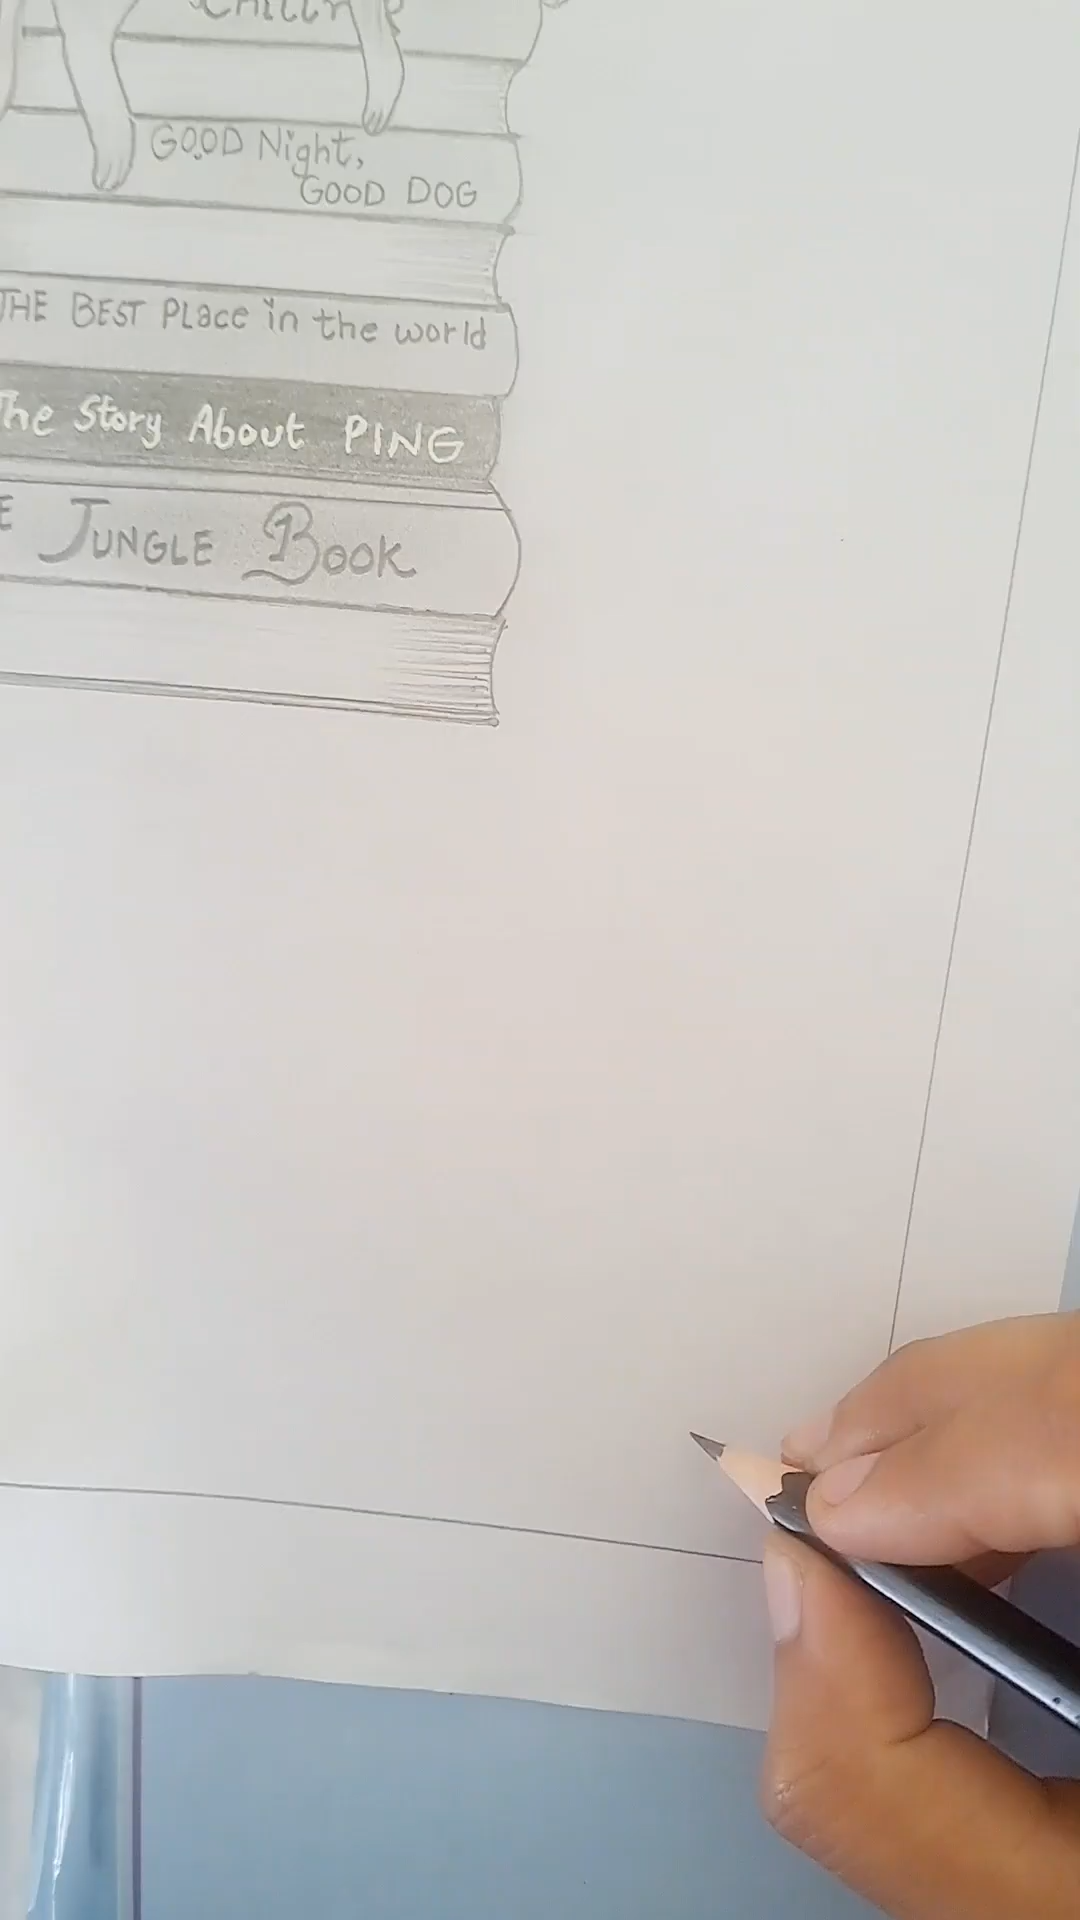 GOOD Night,
GOOD DOG
THE BEST PLace in the world
The Story About PING
JUNGLE BOOK